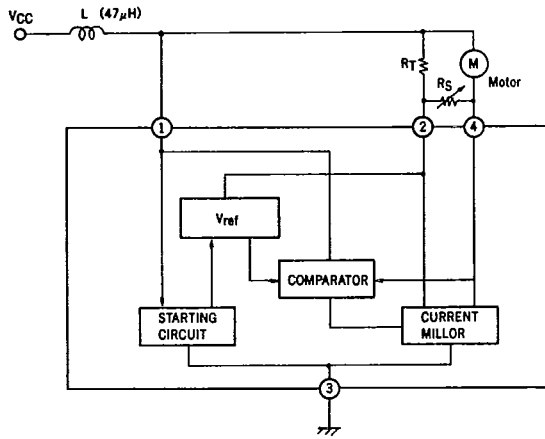 VCC
L (47μH)
RT
RS
M
Motor
1
2
4
Vref
COMPARATOR
STARTING
CIRCUIT
CURRENT
MILLOR
3